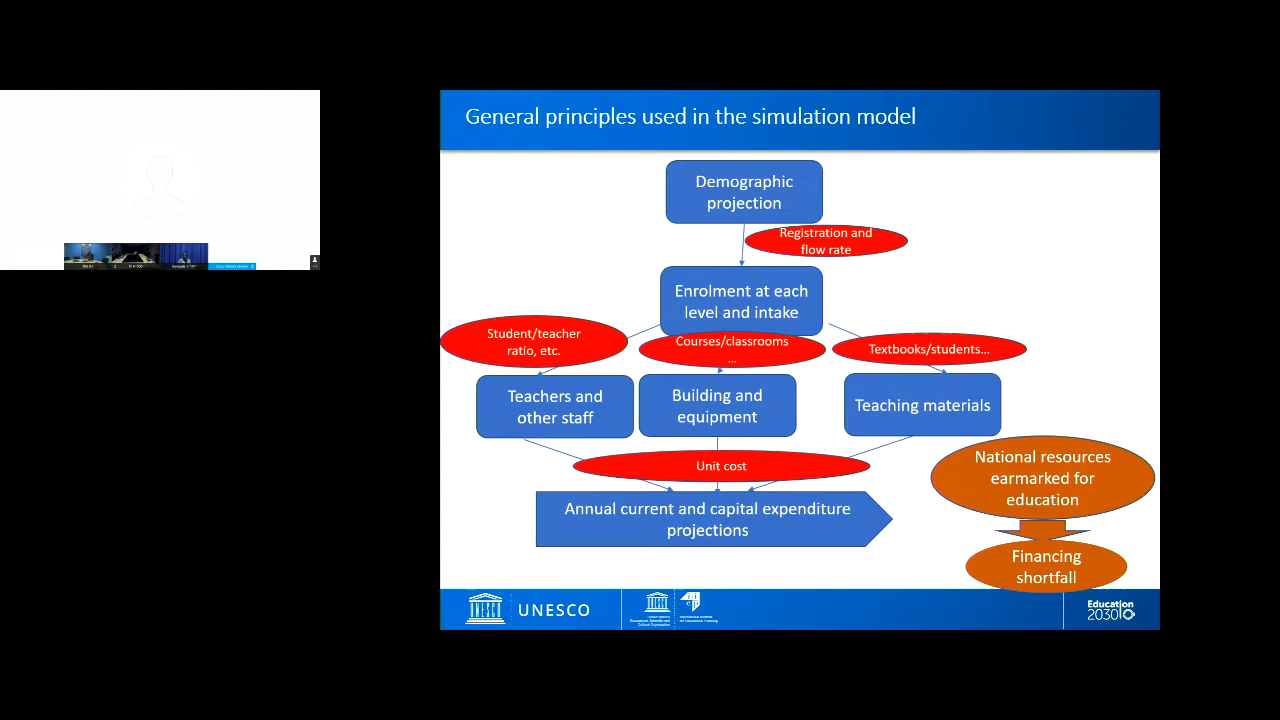 General principles used in the simulation model
Demographic
projection
Registration and
flow rate
Enrolment at each
level and intake
Student/teacher
ratio, etc.
Courses/classrooms
...
Textbooks/students...
Teachers and
other staff
Building and
equipment
Teaching materials
Unit cost
National resources
earmarked for
education
Annual current and capital expenditure
projections
Financing
shortfall
UNESCO
Education
2030